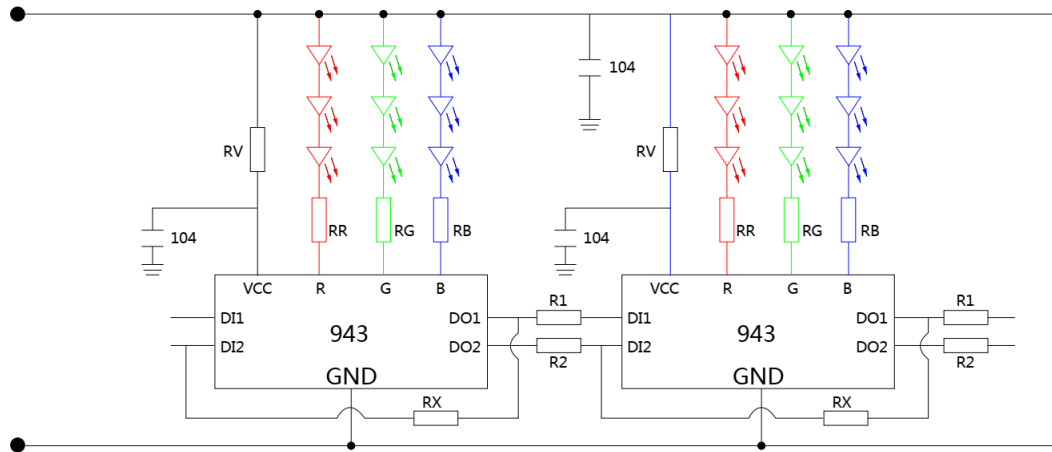 104
RV
RV
104
RR
RG
RB
104
RR
RG
RB
VCC
R
G
B
VCC
R
G
B
DI1
943
DO1
R1
DI1
943
DO1
R1
DI2
DO2
R2
DI2
DO2
R2
GND
GND
RX
RX